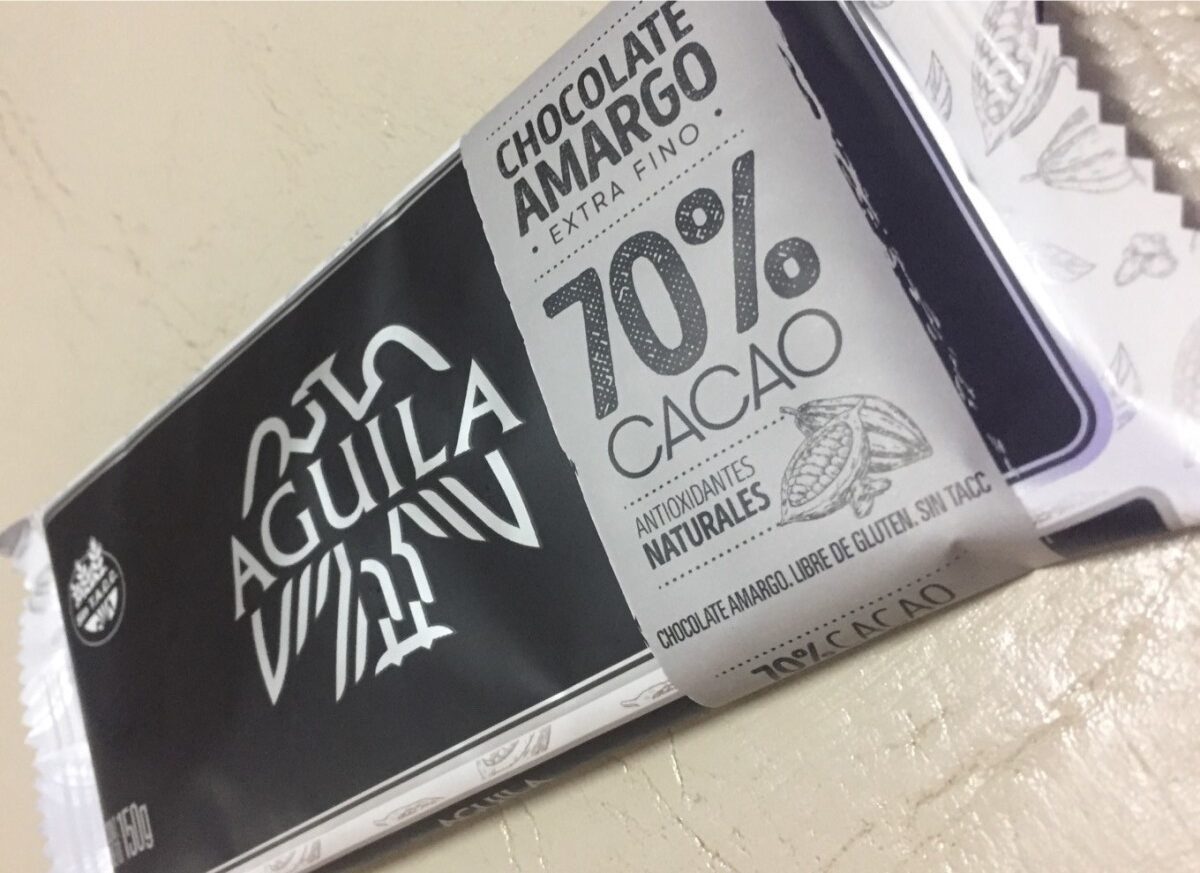 CHOCOLATE
AMARGO
• EXTRA FINO •
70%
CACAO
ANTIOXIDANTES
NATURALES
CHOCOLATE AMARGO. LIBRE DE GLUTEN. SIN TACC
70% CACAO
AGUILA
150g
AGUILA